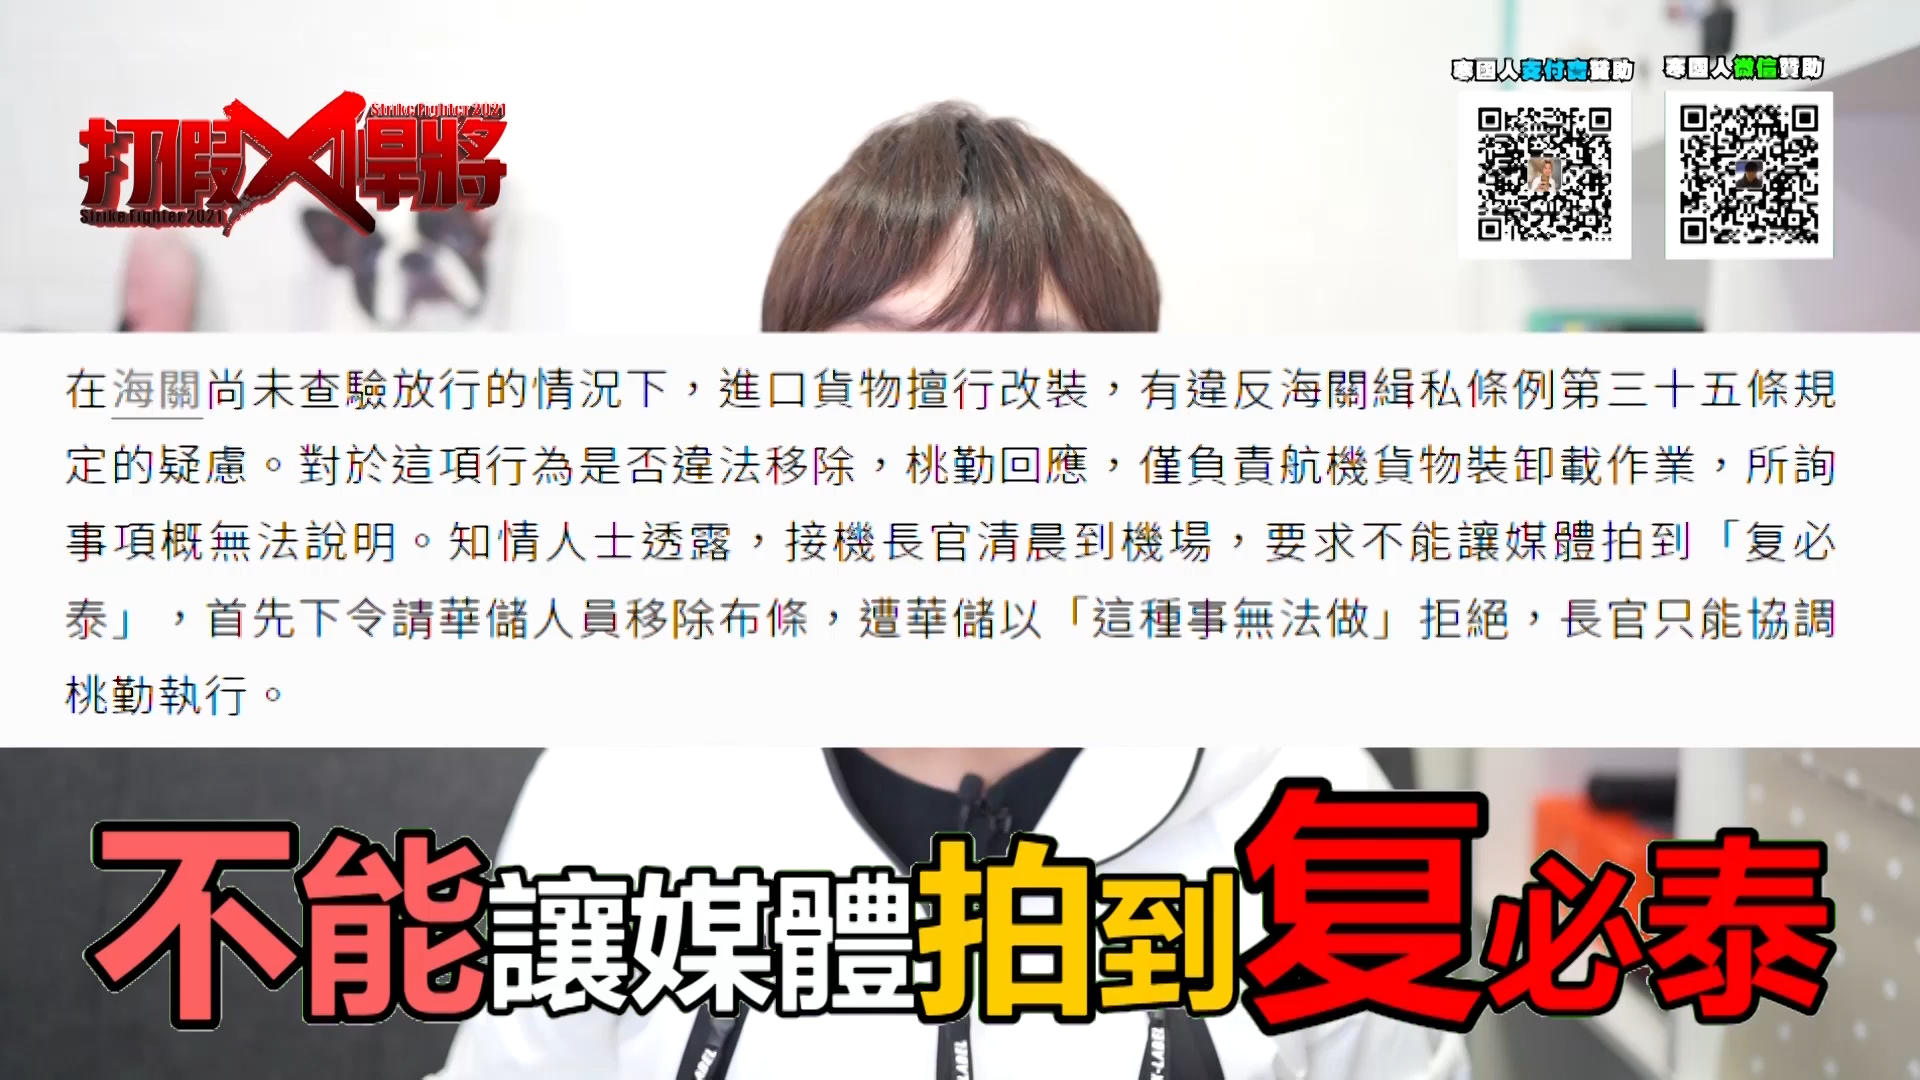 打假悍將
Strike Fighter 2021
Strike Fighter 2021
寒國人支付寶贊助
寒國人微信贊助
在海關尚未查驗放行的情況下，進口貨物擅行改裝，有違反海關緝私條例第三十五條規
定的疑慮。對於這項行為是否違法移除，桃勤回應，僅負責航機貨物裝卸載作業，所詢
事項概無法說明。知情人士透露，接機長官清晨到機場，要求不能讓媒體拍到「复必
泰」，首先下令請華儲人員移除布條，遭華儲以「這種事無法做」拒絕，長官只能協調
桃勤執行。
不能讓媒體拍到复必泰